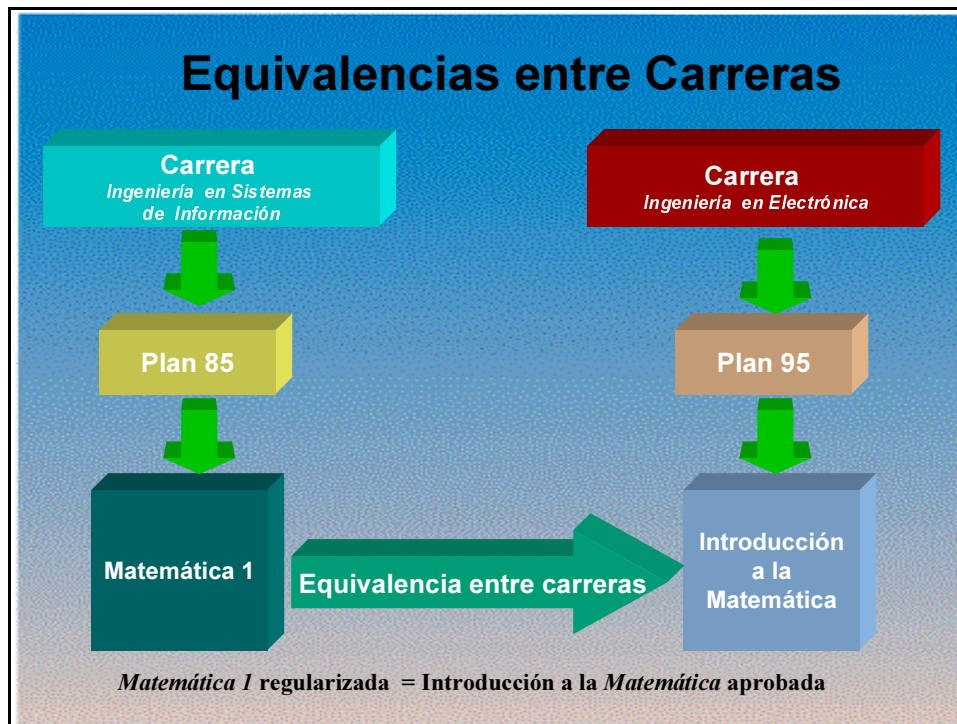 Equivalencias entre Carreras
Carrera
Ingeniería en Sistemas
de Información
Carrera
Ingeniería en Electrónica
Plan 85
Plan 95
Matemática 1
Equivalencia entre carreras
Introducción
a la
Matemática
Matemática 1 regularizada = Introducción a la Matemática aprobada